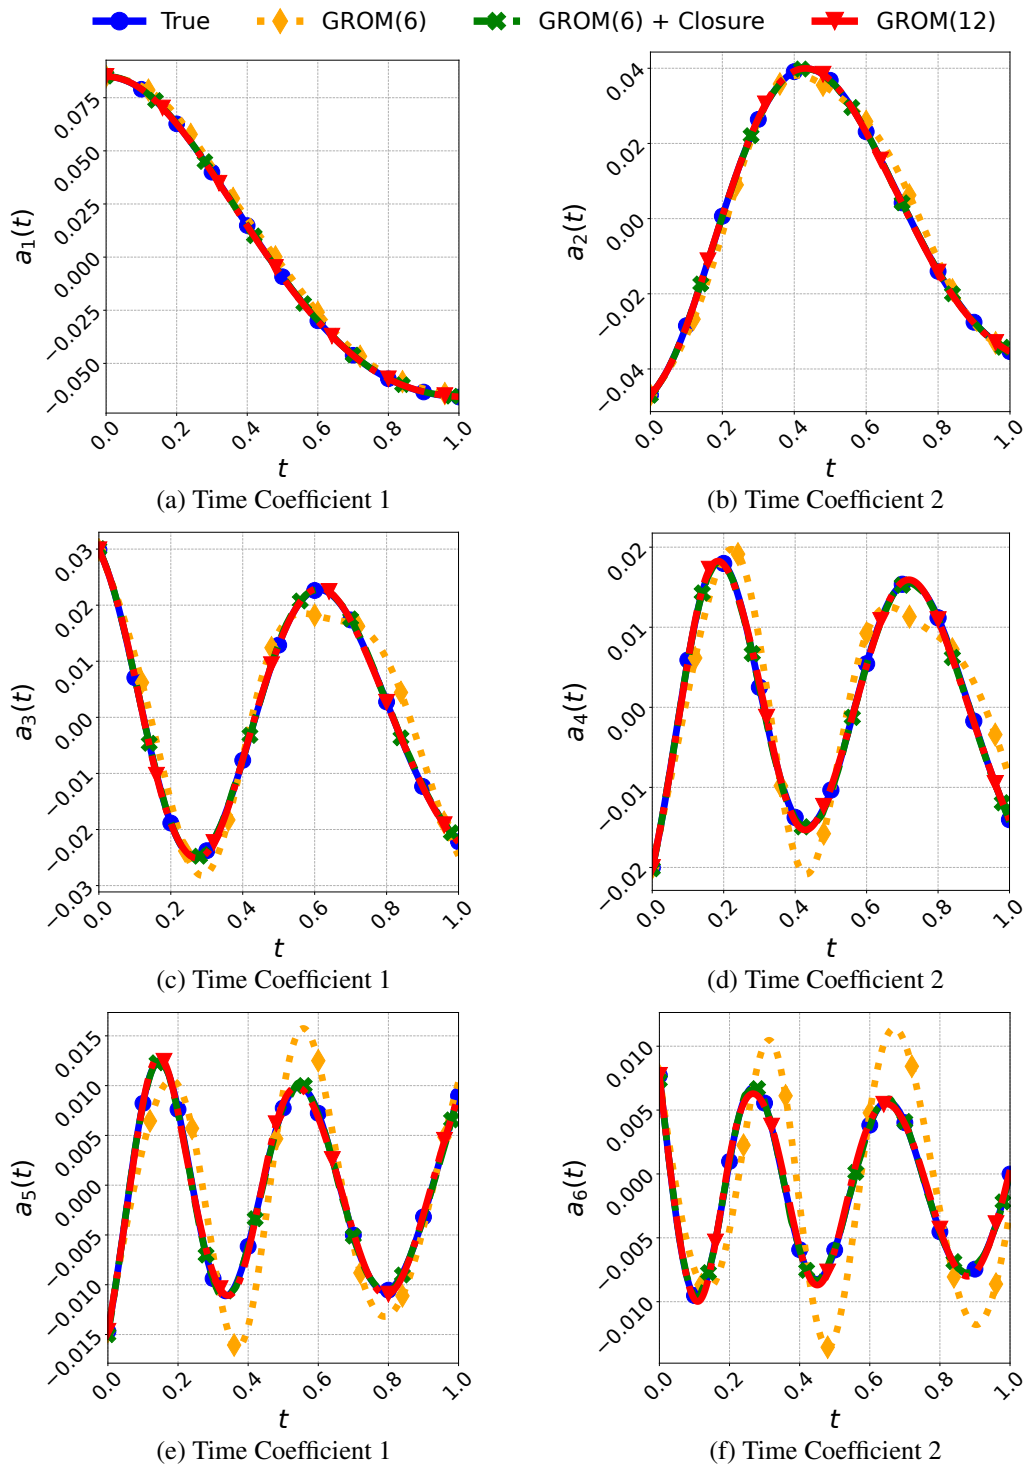 True GROM(6) GROM(6) + Closure GROM(12)
0.075
0.050
0.025
0.000
−0.025
−0.050
a1(t)
0.0 0.2 0.4 0.6 0.8 1.0
t
(a) Time Coefficient 1
0.04
0.02
0.00
−0.02
−0.04
a2(t)
0.0 0.2 0.4 0.6 0.8 1.0
t
(b) Time Coefficient 2
0.03
0.02
0.01
0.00
−0.01
−0.02
−0.03
a3(t)
0.0 0.2 0.4 0.6 0.8 1.0
t
(c) Time Coefficient 1
0.02
0.01
0.00
−0.01
−0.02
a4(t)
0.0 0.2 0.4 0.6 0.8 1.0
t
(d) Time Coefficient 2
0.015
0.010
0.005
0.000
−0.005
−0.010
−0.015
a5(t)
0.0 0.2 0.4 0.6 0.8 1.0
t
(e) Time Coefficient 1
0.010
0.005
0.000
−0.005
−0.010
a6(t)
0.0 0.2 0.4 0.6 0.8 1.0
t
(f) Time Coefficient 2